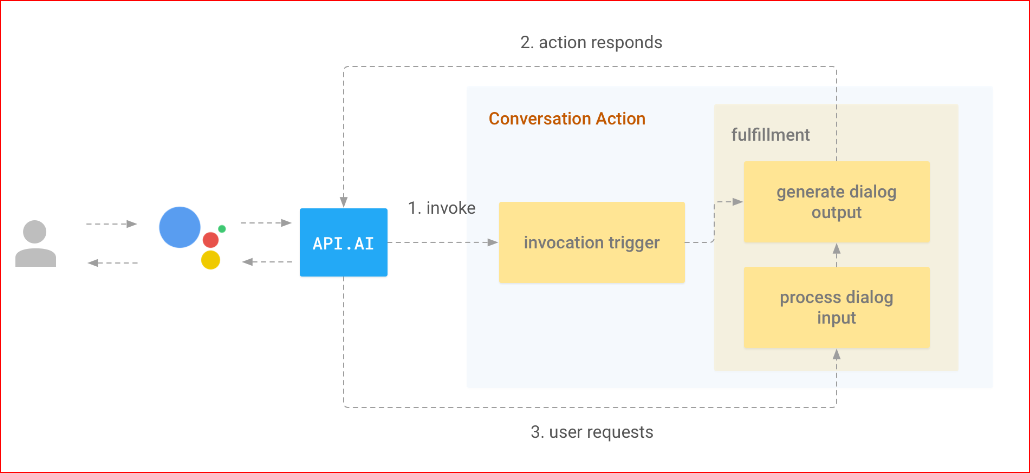 2. action responds
Conversation Action
fulfillment
generate dialog
output
1. invoke
API.AI
invocation trigger
process dialog
input
3. user requests